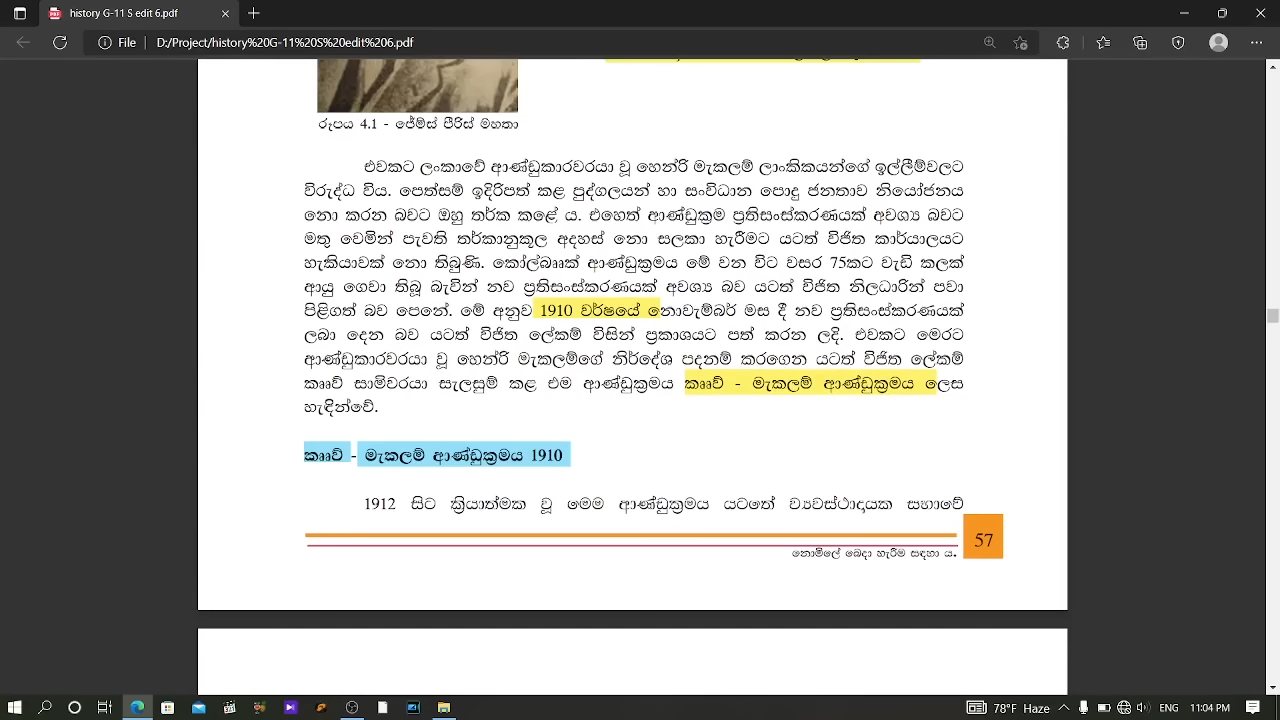 history G-11 S edit 6.pdf
File
D:/Project/history%20G-11%20S%20edit%206.pdf
රූපය 4.1 - ජේම්ස් පීරිස් මහතා
එවකට ලංකාවේ ආණ්ඩුකාරවරයා වූ හෙන්රි මැකලම් ලාංකිකයන්ගේ ඉල්ලීම්වලට
විරුද්ධ විය. පෙත්සම් ඉදිරිපත් කළ පුද්ගලයන් හා සංවිධාන පොදු ජනතාව නියෝජනය
නො කරන බවට ඔහු තර්ක කළේ ය. එහෙත් ආණ්ඩුක්‍රම ප්‍රතිසංස්කරණයක් අවශ්‍ය බවට
මතු වෙමින් පැවති තර්කානුකූල අදහස් නො සලකා හැරීමට යටත් විජිත කාර්යාලයට
හැකියාවක් නො තිබුණි. කෝල්බෲක් ආණ්ඩුක්‍රමය මේ වන විට වසර 75කට වැඩි කලක්
ආයු ගෙවා තිබූ බැවින් නව ප්‍රතිසංස්කරණයක් අවශ්‍ය බව යටත් විජිත නිලධාරින් පවා
පිළිගත් බව පෙනේ. මේ අනුව 1910 වර්ෂයේ නොවැම්බර් මස දී නව ප්‍රතිසංස්කරණයක්
ලබා දෙන බව යටත් විජිත ලේකම් විසින් ප්‍රකාශයට පත් කරන ලදි. එවකට මෙරට
ආණ්ඩුකාරවරයා වූ හෙන්රි මැකලම්ගේ නිර්දේශ පදනම් කරගෙන යටත් විජිත ලේකම්
කෲව් සාමිවරයා සැලසුම් කළ එම ආණ්ඩුක්‍රමය කෲව් - මැකලම් ආණ්ඩුක්‍රමය ලෙස
හැඳින්වේ.
කෲව් - මැකලම් ආණ්ඩුක්‍රමය 1910
1912 සිට ක්‍රියාත්මක වූ මෙම ආණ්ඩුක්‍රමය යටතේ ව්‍යවස්ථාදායක සභාවේ
57
නොමිලේ බෙදා හැරීම සඳහා ය.
78°F Haze
ENG
11:04 PM